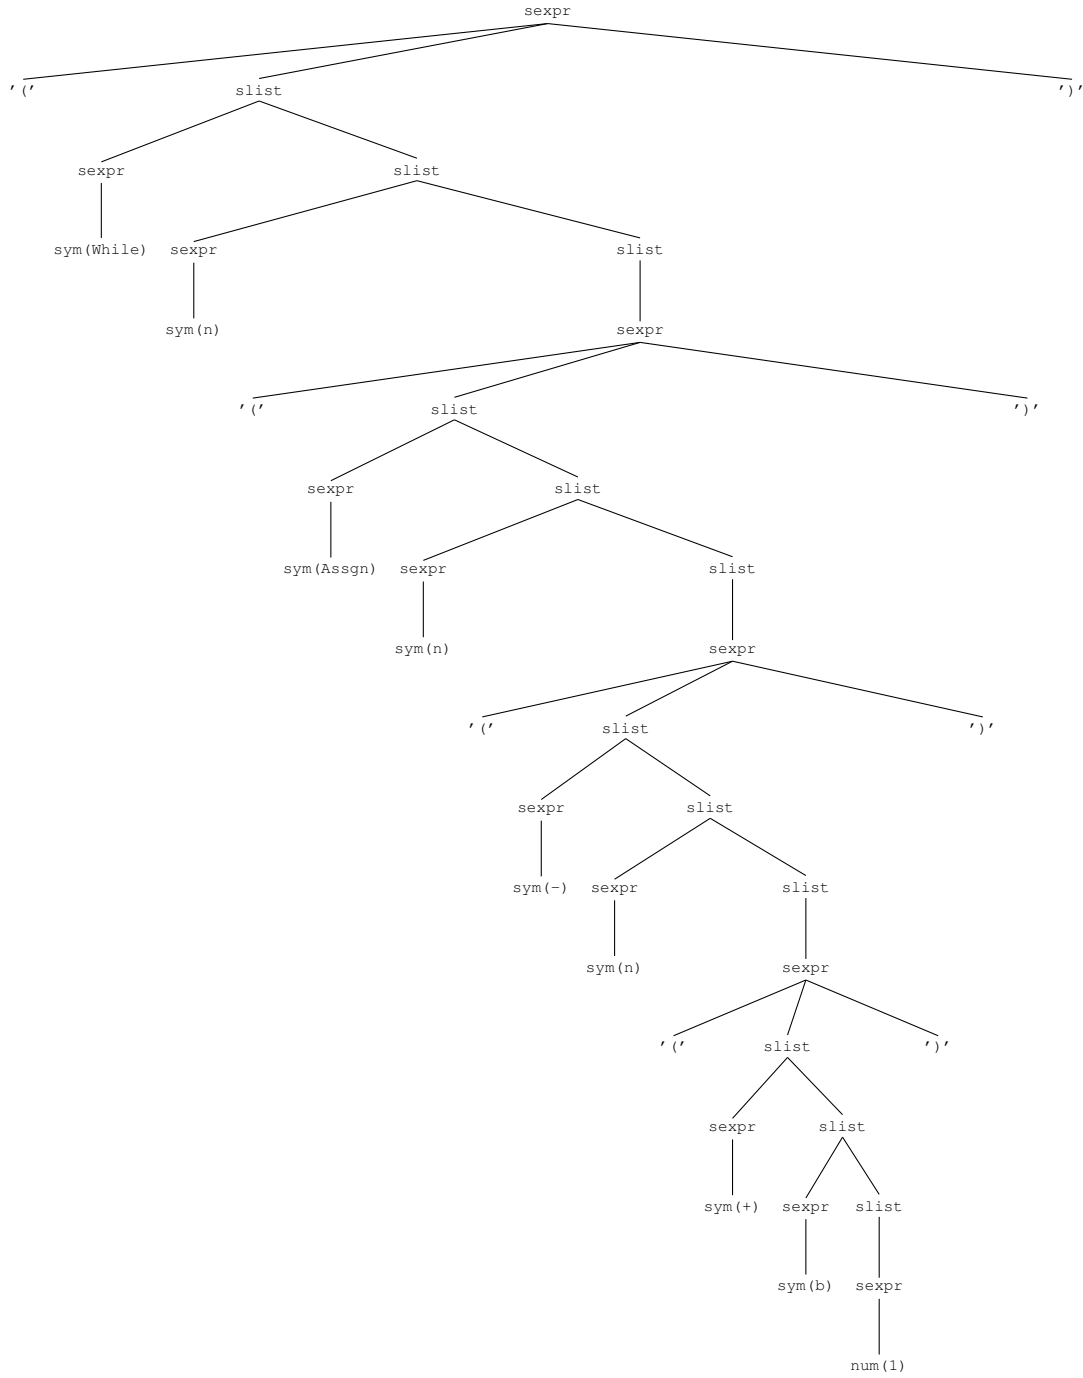 sexpr
'(' slist ')'
sexpr slist
sym(While) sexpr slist
sym(n) sexpr
'(' slist ')'
sexpr slist
sym(Assgn) sexpr slist
sym(n) sexpr
'(' slist ')'
sexpr slist
sym(-) sexpr slist
sym(n) sexpr
'(' slist ')'
sexpr slist
sym(+) sexpr slist
sym(b) sexpr
num(1)